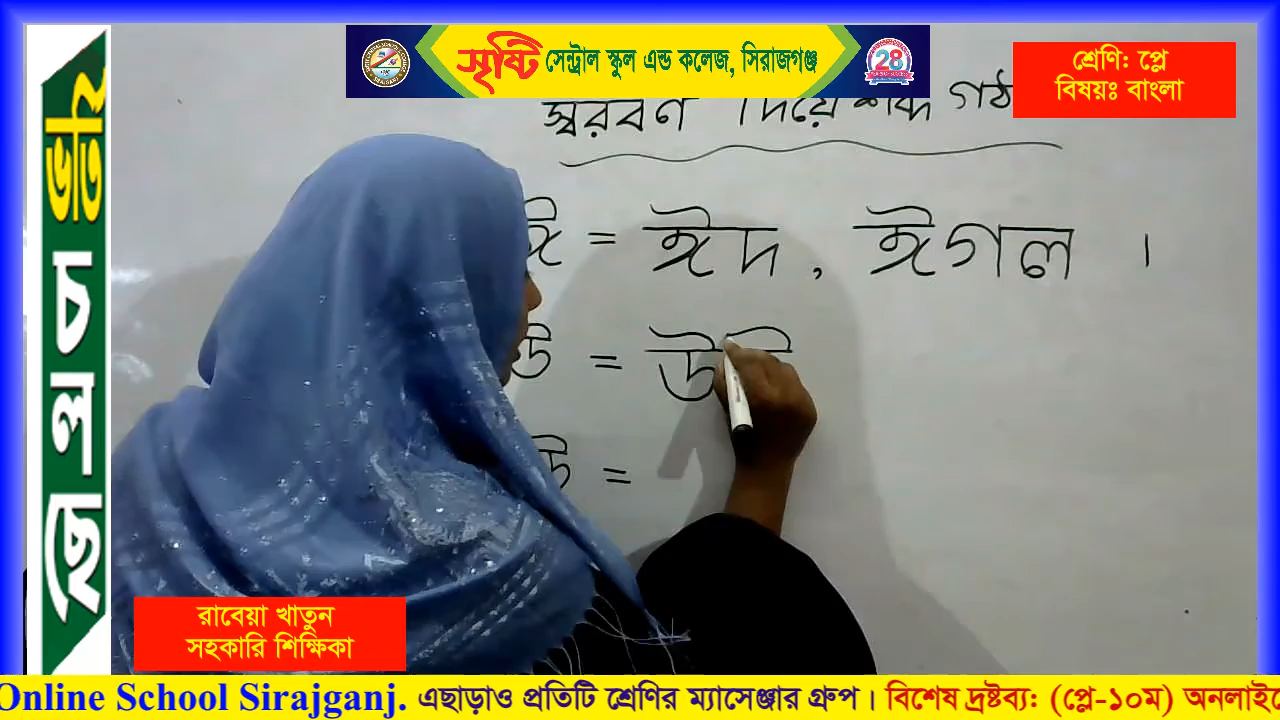 সৃষ্টি সেন্ট্রাল স্কুল এন্ড কলেজ, সিরাজগঞ্জ
28
শ্রেণি: প্লে
বিষয়ঃ বাংলা
ভর্তি চলছে
স্বরবর্ণ দিয়ে শব্দ গঠ
ঈ = ঈদ, ঈগল ।
উ = উ
=
রাবেয়া খাতুন
সহকারি শিক্ষিকা
Online School Sirajganj. এছাড়াও প্রতিটি শ্রেণির ম্যাসেঞ্জার গ্রুপ। বিশেষ দ্রষ্টব্য: (প্লে-১০ম) অনলাইে